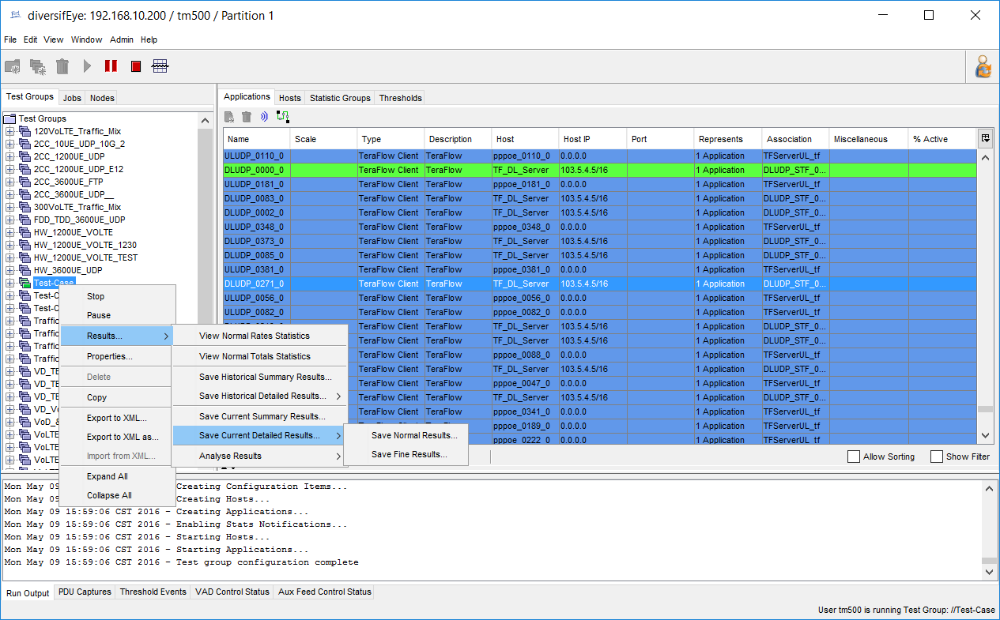 diversifEye: 192.168.10.200 / tm500 / Partition 1
File Edit View Window Admin Help
Test Groups Jobs Nodes
Test Groups
120VoLTE_Traffic_Mix
2CC_10UE_UDP_10G_2
2CC_1200UE_UDP
2CC_1200UE_UDP_E12
2CC_3600UE_FTP
2CC_3600UE_UDP__
300VoLTE_Traffic_Mix
FDD_TDD_3600UE_UDP
HW_1200UE_VOLTE
HW_1200UE_VOLTE_1230
HW_1200UE_VOLTE_TEST
HW_3600UE_UDP
Test-Case
Test-C
Test-C
Traffic
Traffic
Traffic
Traffic
VD_TE
VD_TE
VD_TE
VD_Vo
VoD_&
VoLTE
VoLTE
VoLTE
Stop
Pause
Results...
Properties...
Delete
Copy
Export to XML...
Export to XML as...
Import from XML...
Expand All
Collapse All
View Normal Rates Statistics
View Normal Totals Statistics
Save Historical Summary Results...
Save Historical Detailed Results...
Save Current Summary Results...
Save Current Detailed Results...
Analyse Results
Save Normal Results...
Save Fine Results...
Applications Hosts Statistic Groups Thresholds
Name Scale Type Description Host Host IP Port Represents Association Miscellaneous % Active
ULUDP_0110_0 TeraFlow Client TeraFlow pppoe_0110_0 0.0.0.0 1 Application TFServerUL_tf
DLUDP_0000_0 TeraFlow Client TeraFlow TF_DL_Server 103.5.4.5/16 1 Application DLUDP_STF_0...
ULUDP_0181_0 TeraFlow Client TeraFlow pppoe_0181_0 0.0.0.0 1 Application TFServerUL_tf
DLUDP_0083_0 TeraFlow Client TeraFlow TF_DL_Server 103.5.4.5/16 1 Application DLUDP_STF_0...
DLUDP_0002_0 TeraFlow Client TeraFlow TF_DL_Server 103.5.4.5/16 1 Application DLUDP_STF_0...
ULUDP_0348_0 TeraFlow Client TeraFlow pppoe_0348_0 0.0.0.0 1 Application TFServerUL_tf
DLUDP_0373_0 TeraFlow Client TeraFlow TF_DL_Server 103.5.4.5/16 1 Application DLUDP_STF_0...
DLUDP_0085_0 TeraFlow Client TeraFlow TF_DL_Server 103.5.4.5/16 1 Application DLUDP_STF_0...
ULUDP_0381_0 TeraFlow Client TeraFlow pppoe_0381_0 0.0.0.0 1 Application TFServerUL_tf
DLUDP_0271_0 TeraFlow Client TeraFlow TF_DL_Server 103.5.4.5/16 1 Application DLUDP_STF_0...
ULUDP_0056_0 TeraFlow Client TeraFlow pppoe_0056_0 0.0.0.0 1 Application TFServerUL_tf
ULUDP_0082_0 TeraFlow Client TeraFlow pppoe_0082_0 0.0.0.0 1 Application TFServerUL_tf
TeraFlow Client TeraFlow TF_DL_Server 103.5.4.5/16 1 Application DLUDP_STF_0...
TeraFlow Client TeraFlow TF_DL_Server 103.5.4.5/16 1 Application DLUDP_STF_0...
TeraFlow Client TeraFlow pppoe_0088_0 0.0.0.0 1 Application TFServerUL_tf
TeraFlow Client TeraFlow TF_DL_Server 103.5.4.5/16 1 Application DLUDP_STF_0...
TeraFlow Client TeraFlow pppoe_0047_0 0.0.0.0 1 Application TFServerUL_tf
TeraFlow Client TeraFlow TF_DL_Server 103.5.4.5/16 1 Application DLUDP_STF_0...
TeraFlow Client TeraFlow pppoe_0341_0 0.0.0.0 1 Application TFServerUL_tf
pppoe_0189_0 0.0.0.0 1 Application TFServerUL_tf
pppoe_0222_0 0.0.0.0 1 Application TFServerUL_tf
Allow Sorting Show Filter
Mon May 09 Creating Configuration Items...
Mon May 09 Creating Hosts...
Mon May 09 15:59:06 CST 2016 - Creating Applications...
Mon May 09 15:59:06 CST 2016 - Enabling Stats Notifications...
Mon May 09 15:59:06 CST 2016 - Starting Hosts...
Mon May 09 15:59:06 CST 2016 - Starting Applications...
Mon May 09 15:59:06 CST 2016 - Test group configuration complete
Run Output PDU Captures Threshold Events VAD Control Status Aux Feed Control Status
User tm500 is running Test Group: //Test-Case